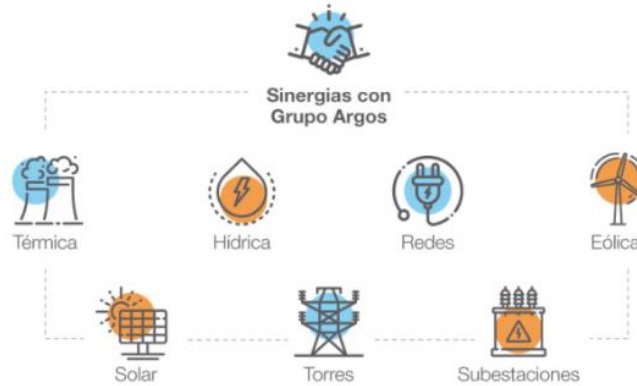 Sinergias con
Grupo Argos
Térmica
Hídrica
Redes
Eólica
Solar
Torres
Subestaciones